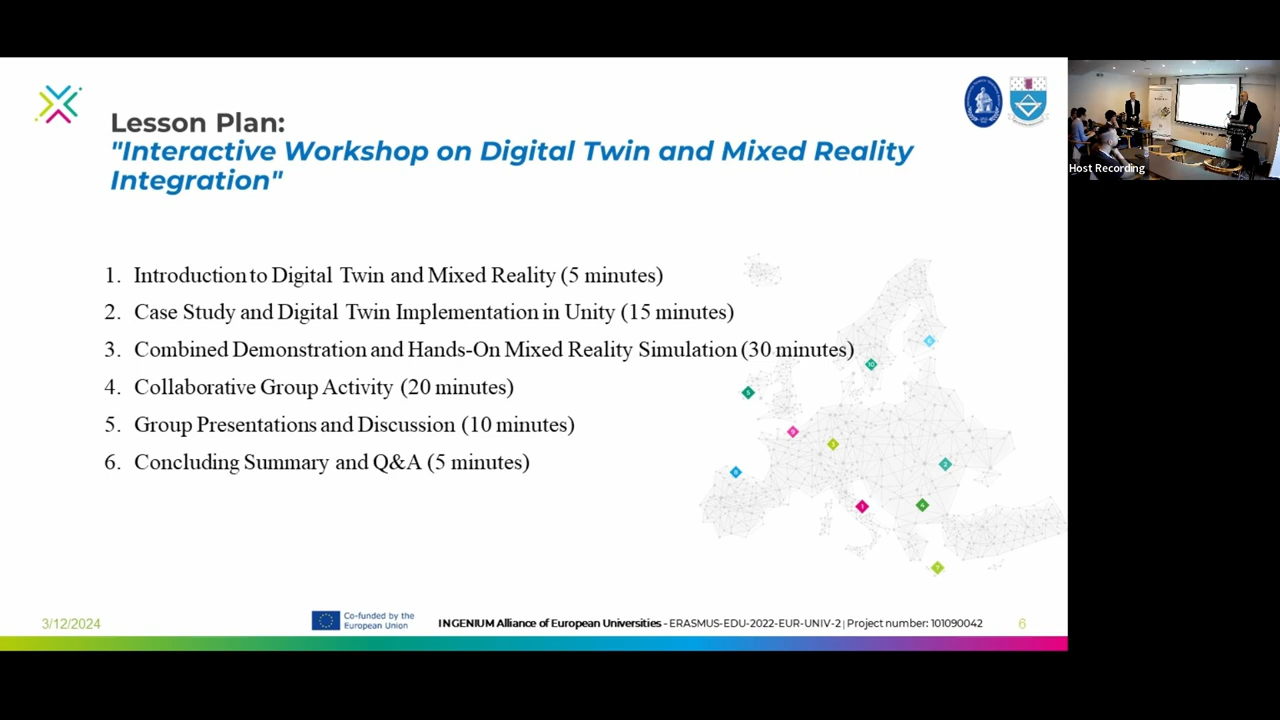 Lesson Plan:
"Interactive Workshop on Digital Twin and Mixed Reality
Integration"
1. Introduction to Digital Twin and Mixed Reality (5 minutes)
2. Case Study and Digital Twin Implementation in Unity (15 minutes)
3. Combined Demonstration and Hands-On Mixed Reality Simulation (30 minutes)
4. Collaborative Group Activity (20 minutes)
5. Group Presentations and Discussion (10 minutes)
6. Concluding Summary and Q&A (5 minutes)
3/12/2024
Co-funded by the
European Union
INGENIUM Alliance of European Universities - ERASMUS-EDU-2022-EUR-UNIV-2 | Project number: 101090042
6
Host Recording